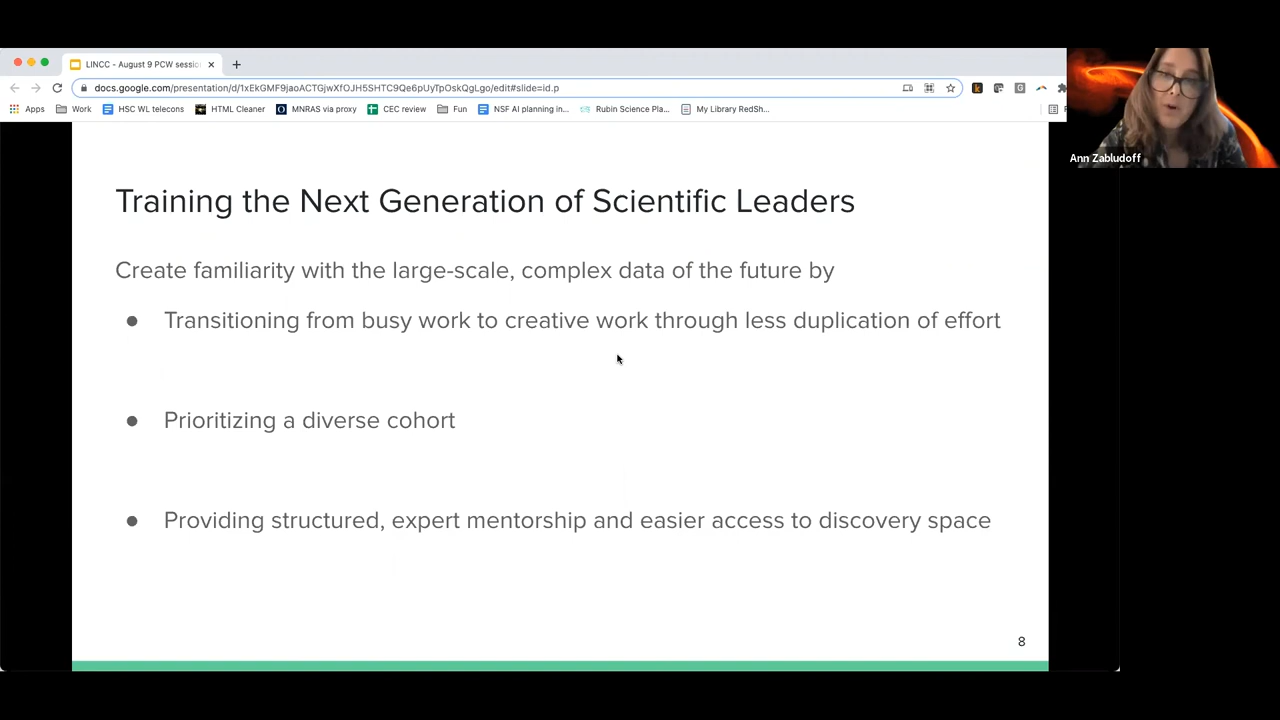 LINCC - August 9 PCW sessio
docs.google.com/presentation/d/1xEkGMF9jaoACTGjwXfOJH5SHTC9Qe6pUyTpOskQgLgo/edit#slide=id.p
Apps Work HSC WL telecons HTML Cleaner MNRAS via proxy CEC review Fun NSF AI planning in... Rubin Science Pla... My Library RedSh...
Ann Zabludoff
Training the Next Generation of Scientific Leaders
Create familiarity with the large-scale, complex data of the future by
● Transitioning from busy work to creative work through less duplication of effort
● Prioritizing a diverse cohort
● Providing structured, expert mentorship and easier access to discovery space
8